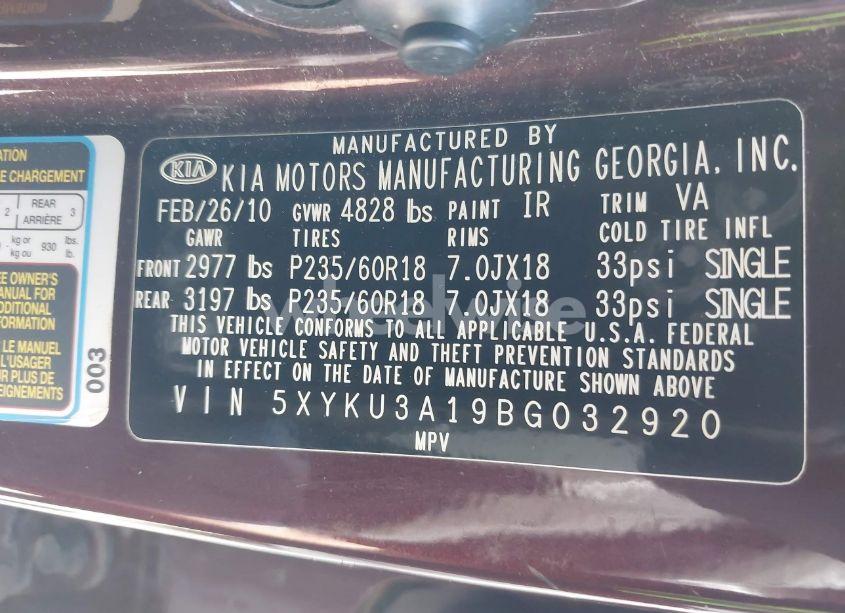 MANUFACTURED BY
KIA KIA MOTORS MANUFACTURING GEORGIA, INC.
FEB/26/10 GVWR 4828 lbs PAINT IR TRIM VA
GAWR TIRES RIMS COLD TIRE INFL
FRONT 2977 lbs P235/60R18 7.0JX18 33psi SINGLE
REAR 3197 lbs P235/60R18 7.0JX18 33psi SINGLE
THIS VEHICLE CONFORMS TO ALL APPLICABLE U.S.A. FEDERAL
MOTOR VEHICLE SAFETY AND THEFT PREVENTION STANDARDS
IN EFFECT ON THE DATE OF MANUFACTURE SHOWN ABOVE
VIN 5XYKU3A19BG032920
MPV
ATION
E CHARGEMENT
2 REAR ARRIÈRE 3
kg or kg ou 930 lbs. lb.
EE OWNER'S
ANUAL FOR
DDITIONAL
FORMATION
LE MANUEL
L'USAGER
UR PLUS DE
EIGNEMENTS
003